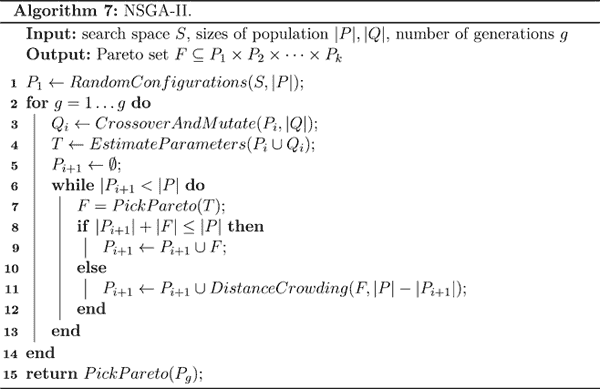 Algorithm 7: NSGA-II.
Input: search space S, sizes of population |P|, |Q|, number of generations g
Output: Pareto set F ⊆ P₁ × P₂ × ⋯ × Pₖ
1 P₁ ← RandomConfigurations(S, |P|);
2 for g = 1 … g do
3 Qᵢ ← CrossoverAndMutate(Pᵢ, |Q|);
4 T ← EstimateParameters(Pᵢ ∪ Qᵢ);
5 Pᵢ₊₁ ← ∅;
6 while |Pᵢ₊₁ < |P| do
7 F = PickPareto(T);
8 if |Pᵢ₊₁| + |F| ≤ |P| then
9 Pᵢ₊₁ ← Pᵢ₊₁ ∪ F;
10 else
11 Pᵢ₊₁ ← Pᵢ₊₁ ∪ DistanceCrowding(F, |P| − |Pᵢ₊₁|);
12 end
13 end
14 end
15 return PickPareto(P_g);